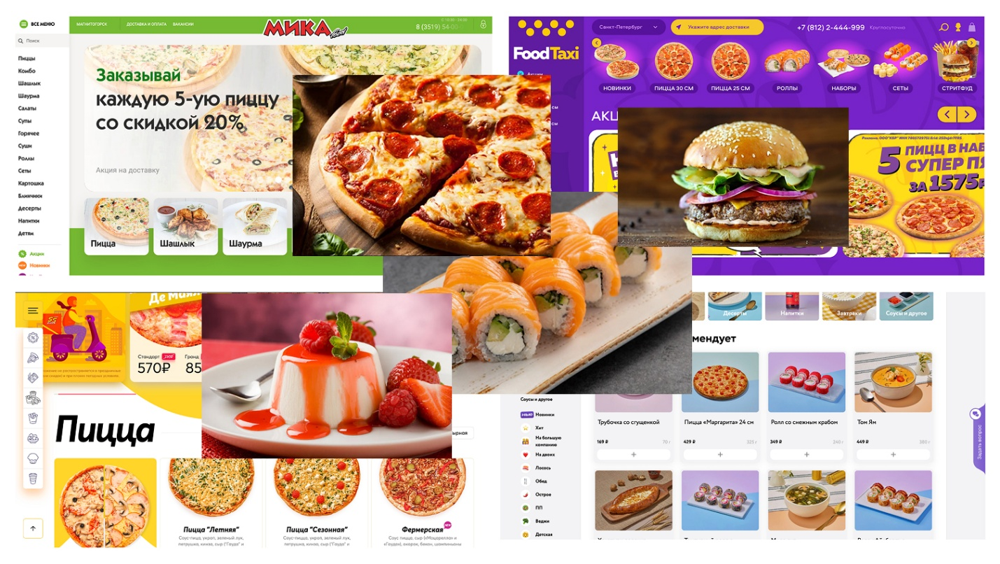 ВСЕ МЕНЮ
МАГНИТОГОРСК
ДОСТАВКА И ОПЛАТА
ВАКАНСИИ
МИКА
8 (3519) 54-0
Поиск
Пиццы
Комбо
Шашлык
Шаурма
Салаты
Супы
Горячее
Суши
Роллы
Сеты
Картошка
Блинчики
Десерты
Напитки
Детям
Акции
Новинки
Заказывай
каждую 5-ую пиццу
со скидкой 20%
Акция на доставку
Пицца
Шашлык
Шаурма
FoodTaxi
Санкт-Петербург
Укажите адрес доставки
+7 (812) 2-444-999
Круглосуточно
Акции
см
см
НОВИНКИ
ПИЦЦА 30 СМ
ПИЦЦА 25 СМ
РОЛЛЫ
НАБОРЫ
СЕТЫ
СТРИТФУД
АКЦ
5 ПИЦЦ В НАБ
СУПЕР ПЯ
ЗА 1575
Стандарт
570₽
Гранд
85
Пицца
ырная
Пицца "Летняя"
Соус-пицца, укроп, зеленый лук,
петрушка, кинза, сыр ("Гауда" и
Пицца "Сезонная"
Соус-пицца, укроп, зеленый лук,
петрушка, кинза, сыр ("Гауда" и
Фермерская
NEW
Соус пицца, сыр («Моцарелла» и
«Гауда»), окорок, бекон, шампиньоны
Десерты
Напитки
Завтраки
Соусы и другое
мендует
Соусы и другое
Новинки
Хит
На большую
компанию
На двоих
Лосось
Обед
Острое
ПП
Веджи
Детская
Трубочка со сгущенкой
169 ₽
70 г
Пицца «Маргарита» 24 см
429 ₽
325 г
Ролл со снежным крабом
349 ₽
240 г
Том Ям
449 ₽
380 г
Задать вопрос